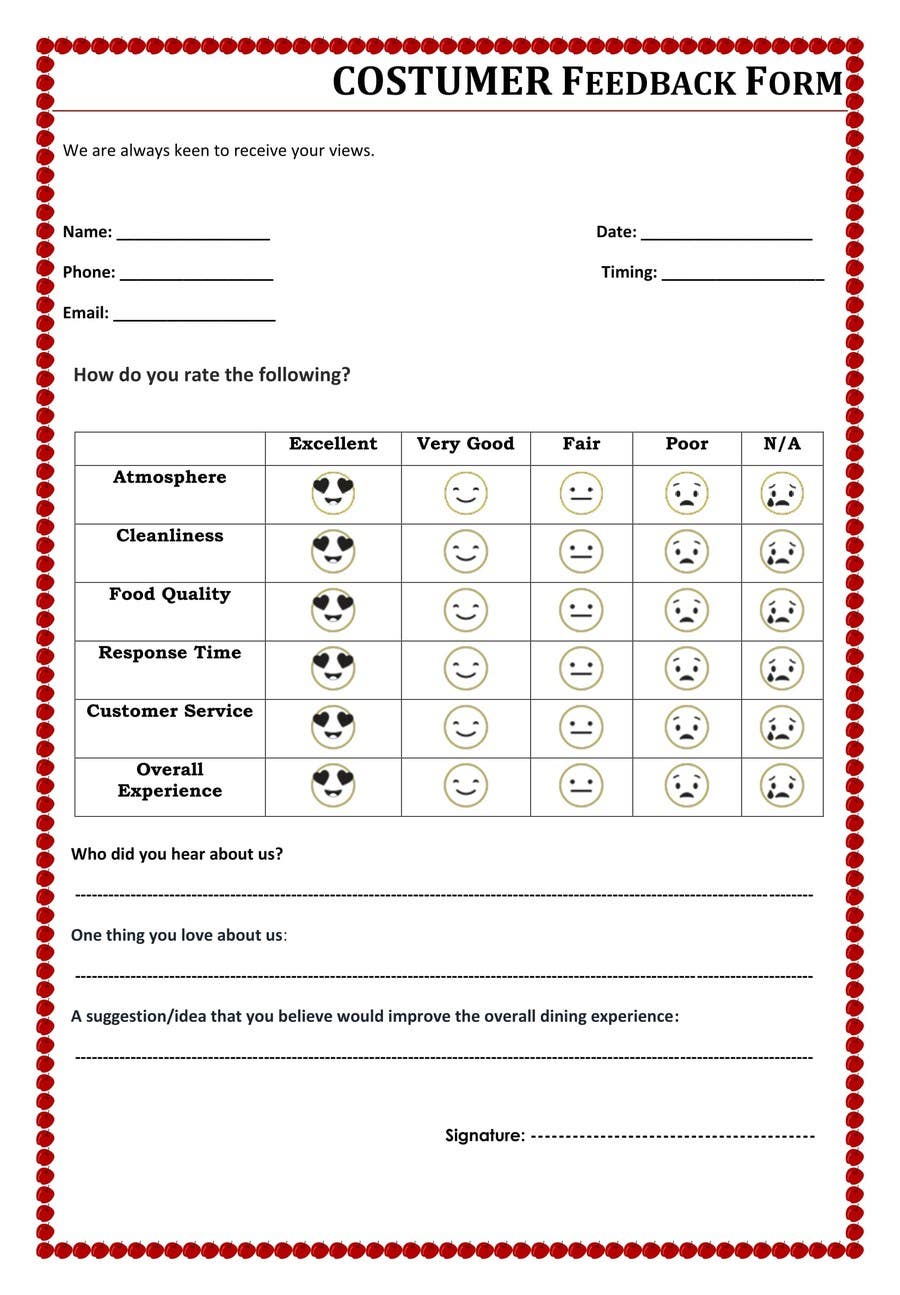 COSTUMER FEEDBACK FORM
We are always keen to receive your views.
Name: _________________ Date: ___________________
Phone: _________________ Timing: __________________
Email: __________________
How do you rate the following?
Excellent Very Good Fair Poor N/A
Atmosphere
Cleanliness
Food Quality
Response Time
Customer Service
Overall
Experience
Who did you hear about us?
One thing you love about us:
A suggestion/idea that you believe would improve the overall dining experience:
Signature: -----------------------------------------